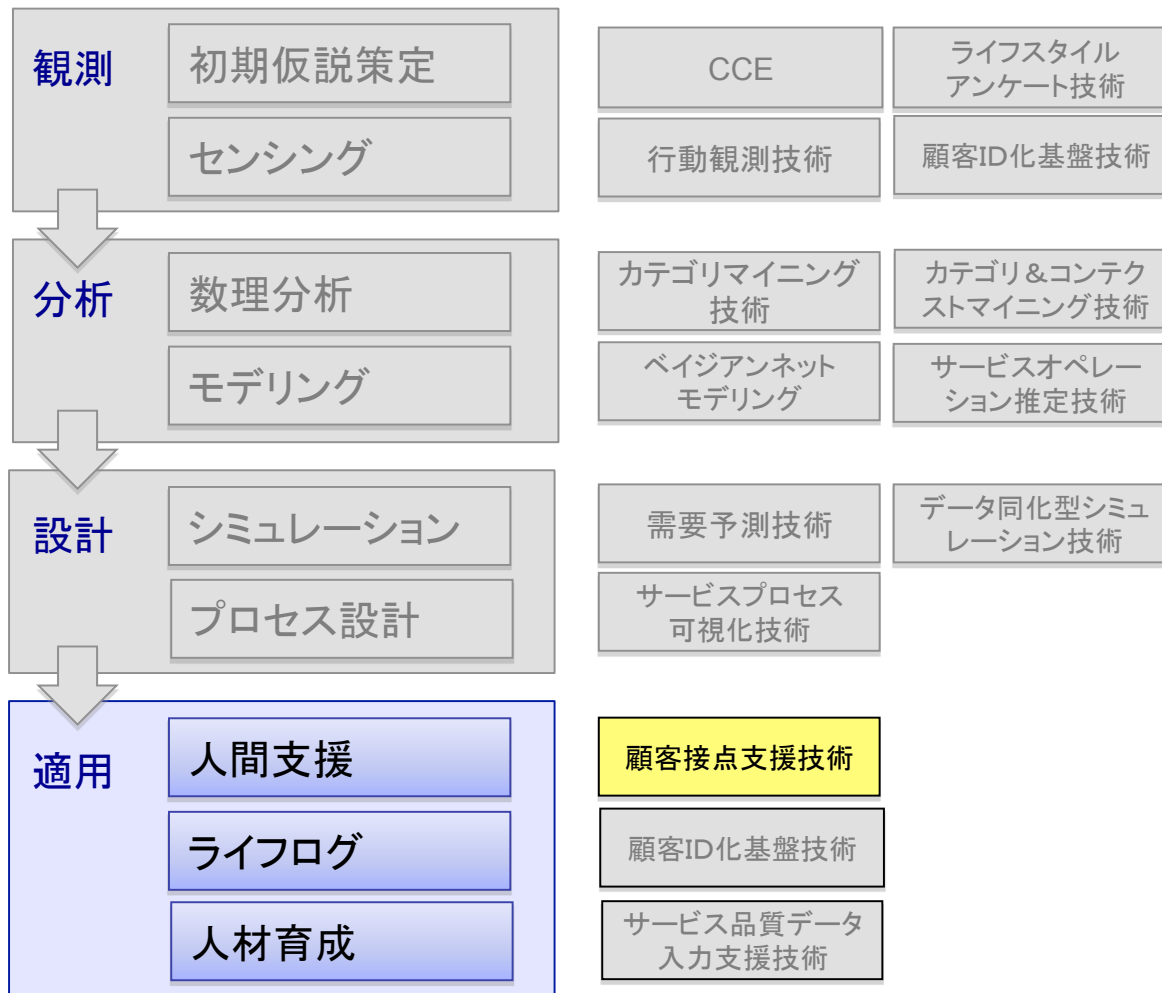 観測
初期仮説策定
センシング
CCE
ライフスタイル
アンケート技術
行動観測技術
顧客ID化基盤技術
分析
数理分析
モデリング
カテゴリマイニング
技術
カテゴリ&コンテク
ストマイニング技術
ベイジアンネット
モデリング
サービスオペレー
ション推定技術
設計
シミュレーション
プロセス設計
需要予測技術
データ同化型シミュ
レーション技術
サービスプロセス
可視化技術
適用
人間支援
ライフログ
人材育成
顧客接点支援技術
顧客ID化基盤技術
サービス品質データ
入力支援技術